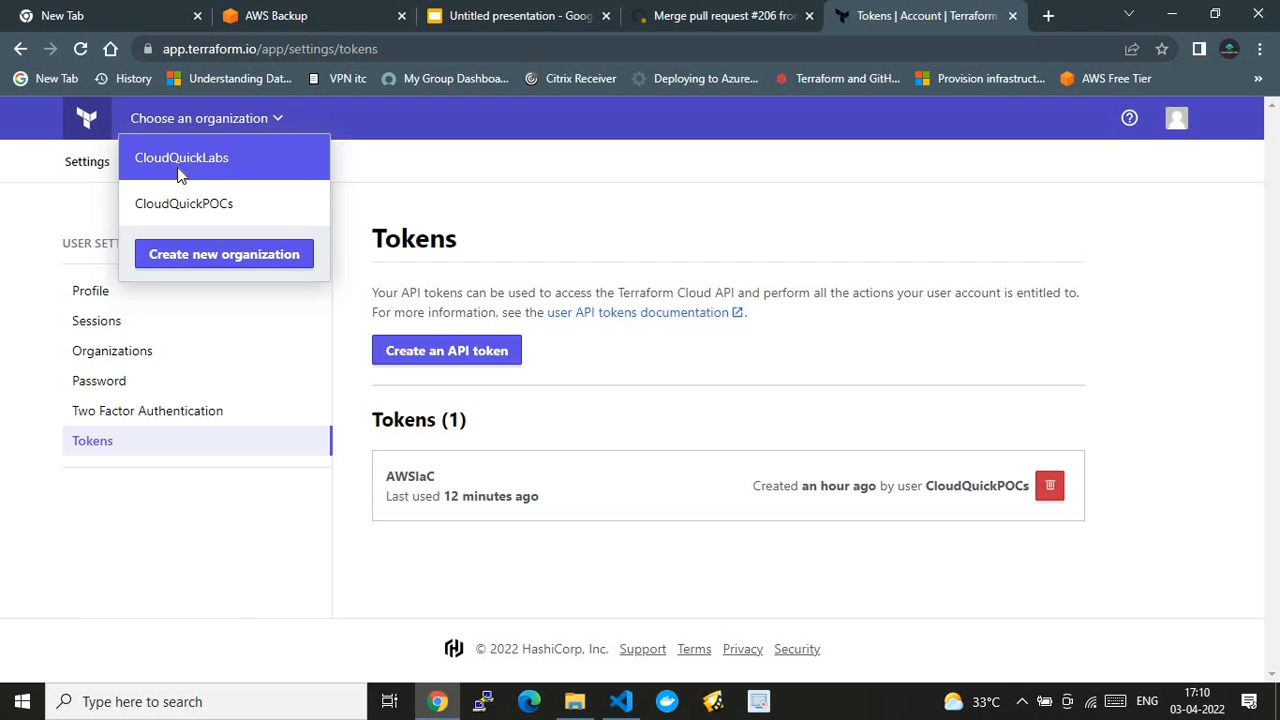 New Tab
AWS Backup
Untitled presentation - Goog
Merge pull request #206 fro
Tokens | Account | Terraform
app.terraform.io/app/settings/tokens
New Tab
History
Understanding Dat...
VPN itc
My Group Dashboa...
Citrix Receiver
Deploying to Azure...
Terraform and GitH...
Provision infrastruct...
AWS Free Tier
»
Choose an organization
Settings
CloudQuickLabs
CloudQuickPOCs
Create new organization
USER SETT
Profile
Sessions
Organizations
Password
Two Factor Authentication
Tokens
Tokens
Your API tokens can be used to access the Terraform Cloud API and perform all the actions your user account is entitled to.
For more information, see the user API tokens documentation.
Create an API token
Tokens (1)
AWSIaC
Last used 12 minutes ago
Created an hour ago by user CloudQuickPOCs
© 2022 HashiCorp, Inc. Support Terms Privacy Security
Type here to search
33°C
ENG
17:10
03-04-2022